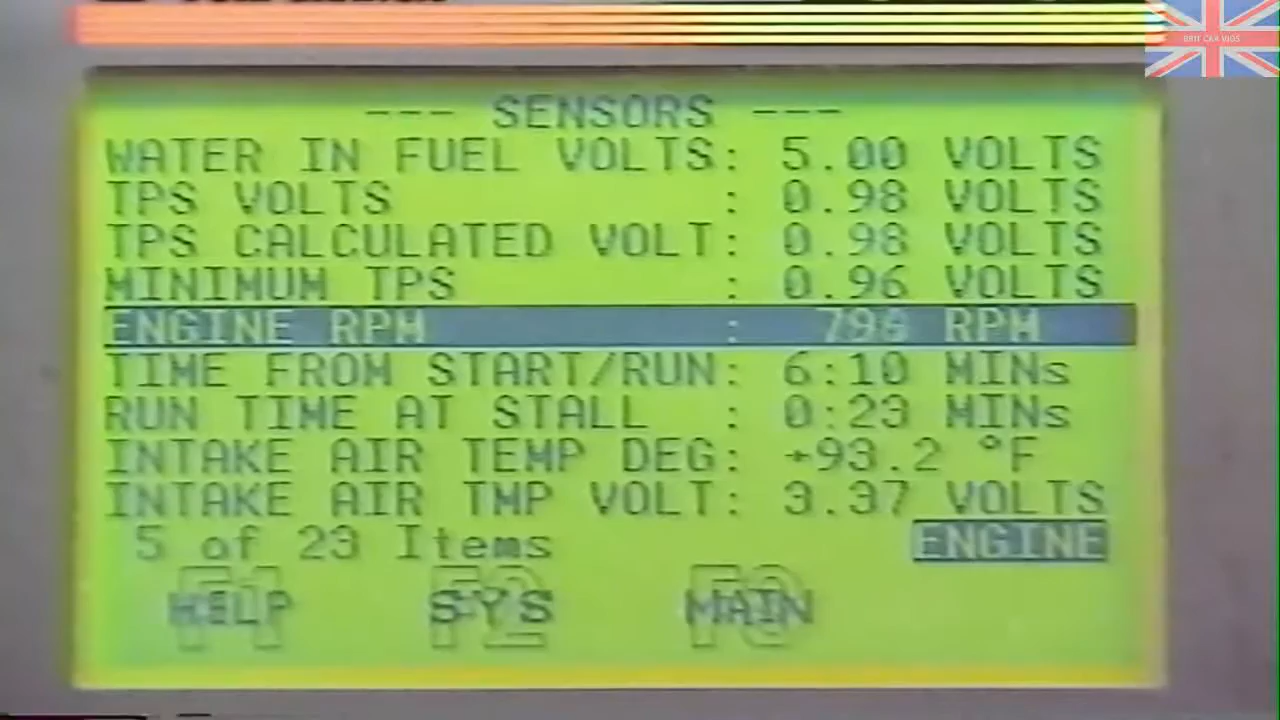 BRIT CAR VIDS
--- SENSORS ---
WATER IN FUEL VOLTS: 5.00 VOLTS
TPS VOLTS : 0.98 VOLTS
TPS CALCULATED VOLT: 0.98 VOLTS
MINIMUM TPS : 0.96 VOLTS
ENGINE RPM : RPM
TIME FROM START/RUN: 6:10 MINs
RUN TIME AT STALL : 0:23 MINs
INTAKE AIR TEMP DEG: +93.2 °F
INTAKE AIR TMP VOLT: 3.37 VOLTS
5 of 23 Items ENGINE
F1 F2 F3
HELP SYS MAIN